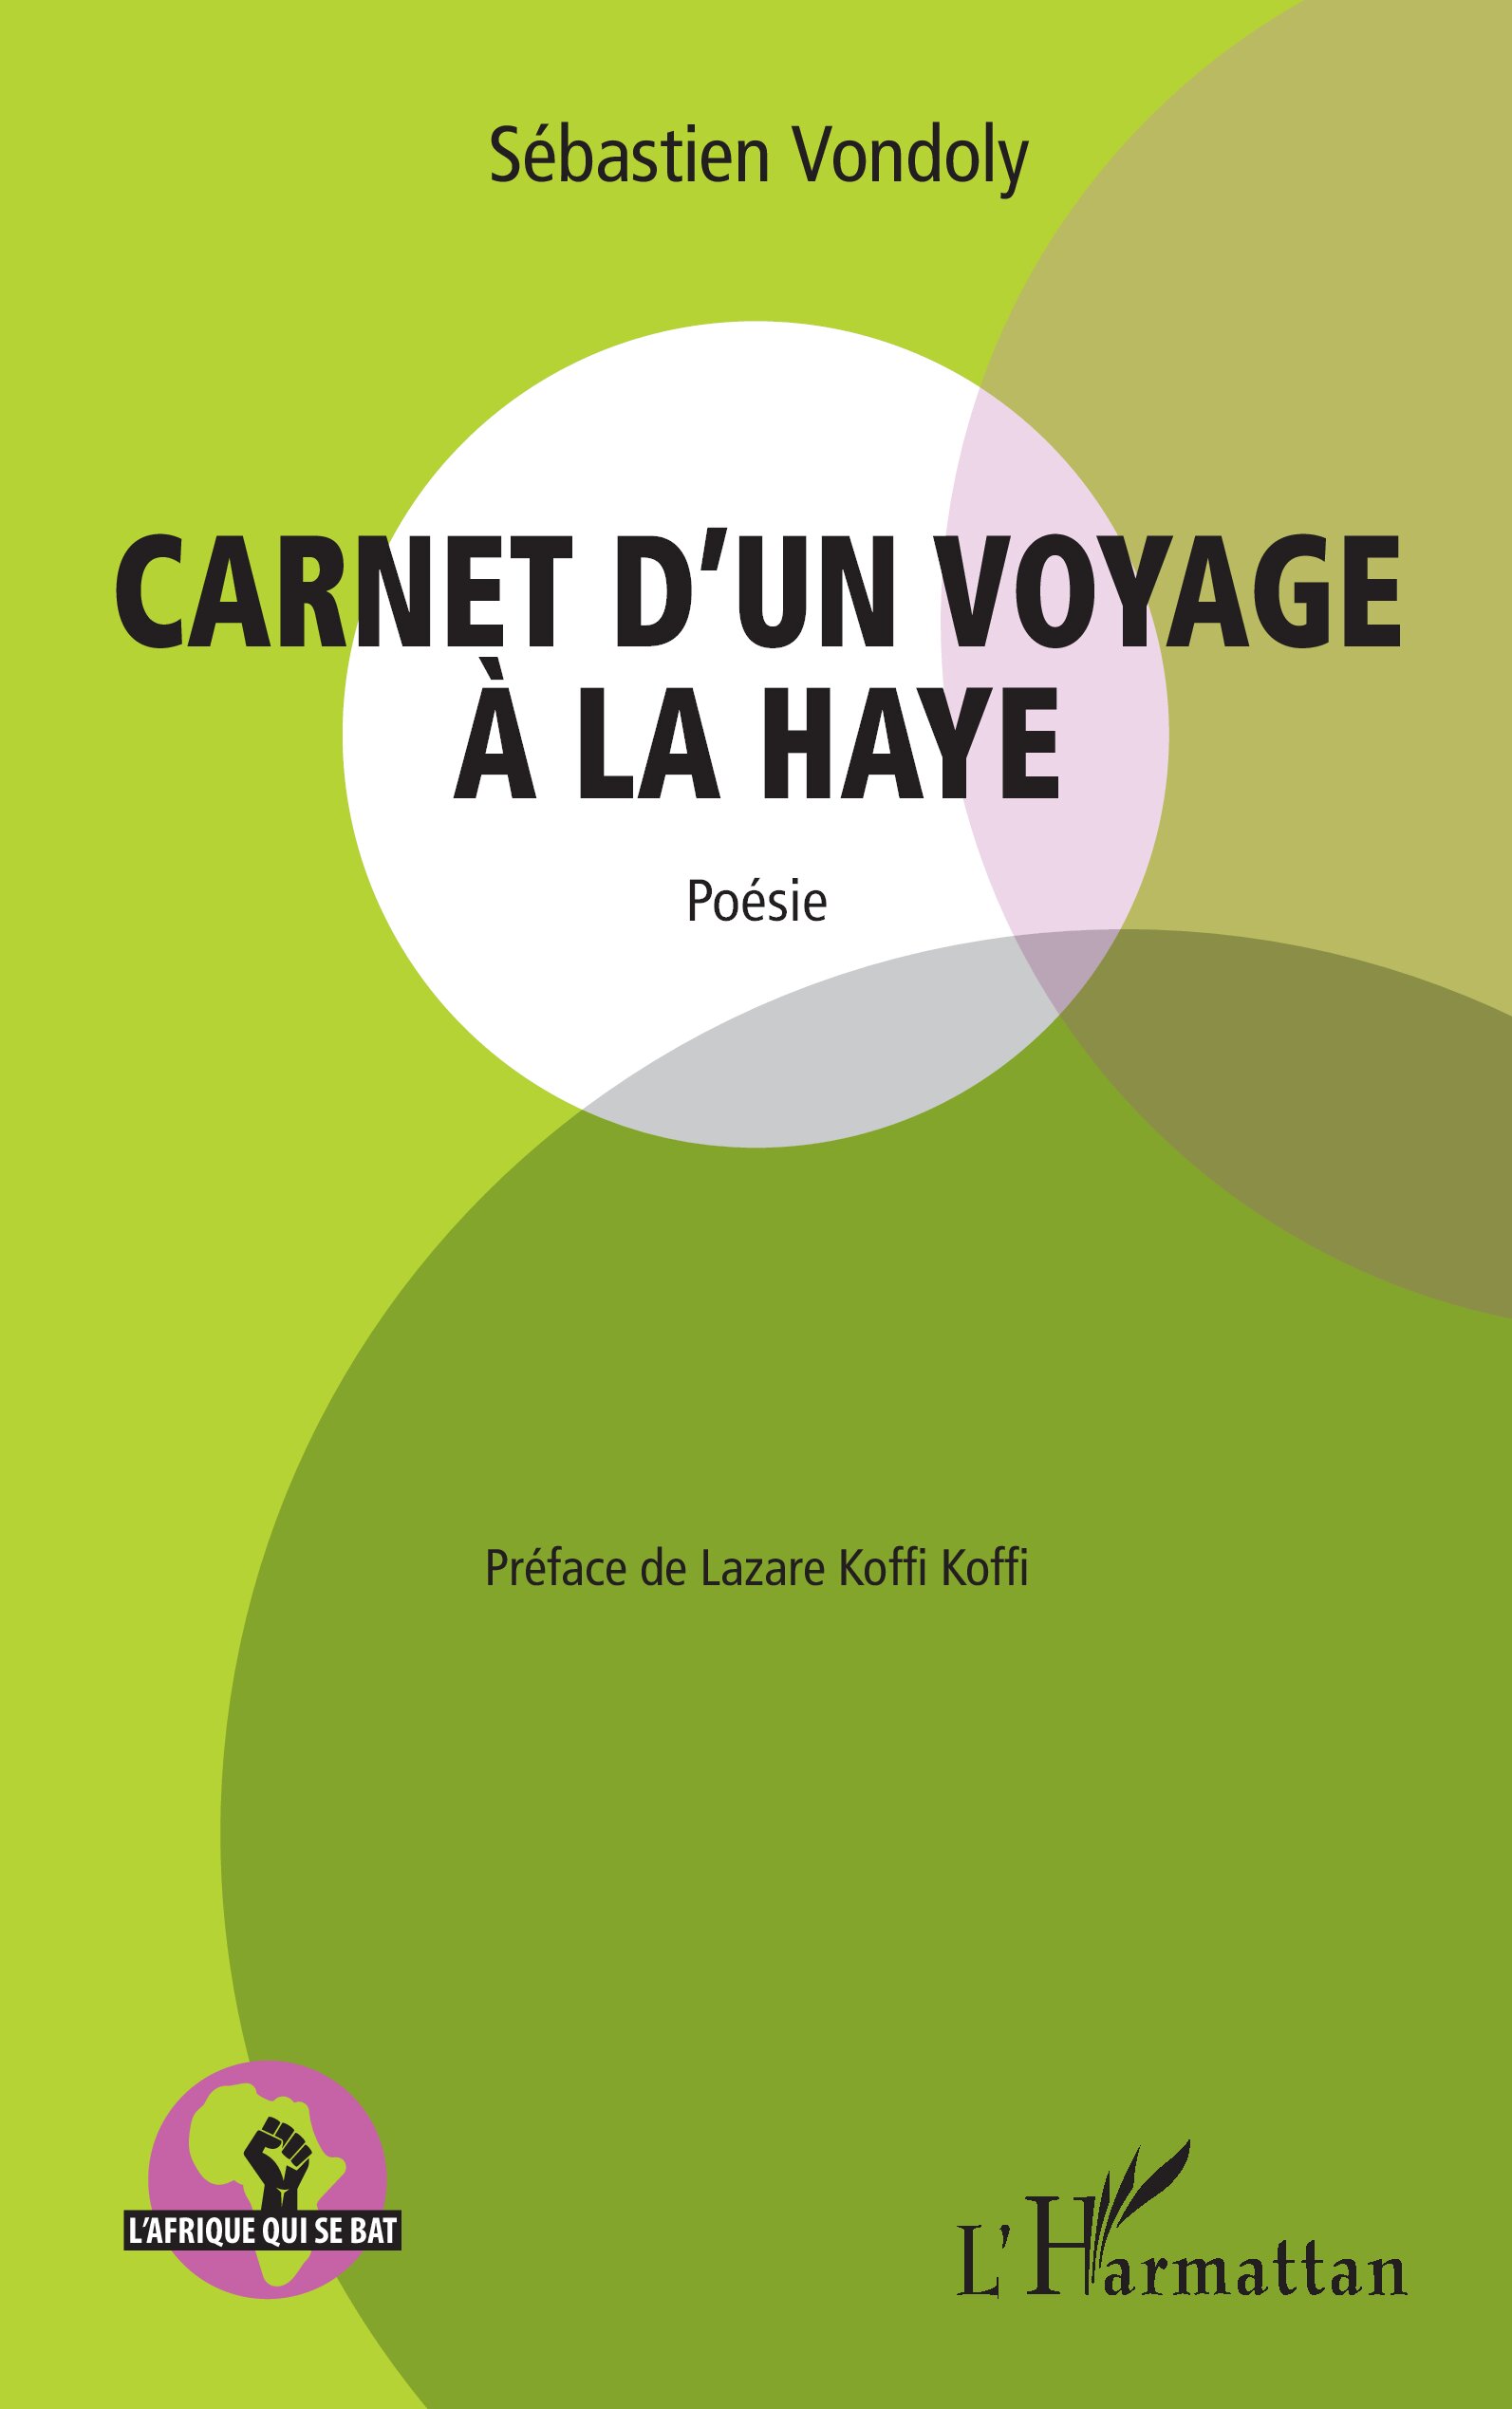 Sébastien Vondoly
CARNET D’UN VOYAGE
À LA HAYE
Poésie
Préface de Lazare Koffi Koffi
L’AFRIQUE QUI SE BAT
L’Harmattan